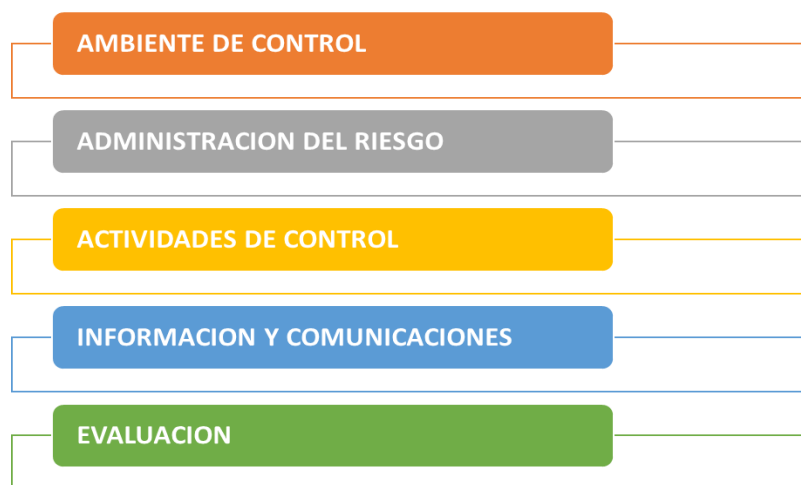 AMBIENTE DE CONTROL
ADMINISTRACION DEL RIESGO
ACTIVIDADES DE CONTROL
INFORMACION Y COMUNICACIONES
EVALUACION